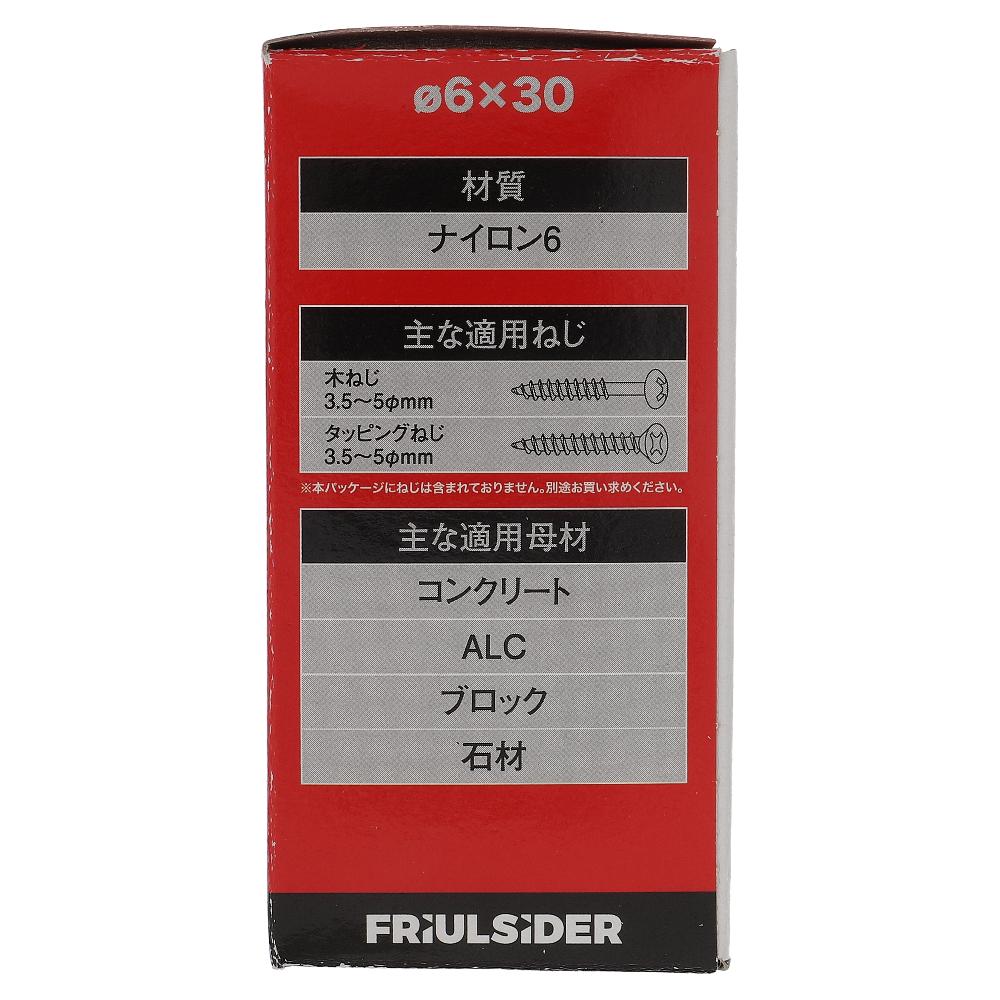 ø6×30
材質
ナイロン6
主な適用ねじ
木ねじ
3.5〜5φmm
タッピングねじ
3.5〜5φmm
※本パッケージにねじは含まれておりません。別途お買い求めください。
主な適用母材
コンクリート
ALC
ブロック
石材
FRiULSiDER